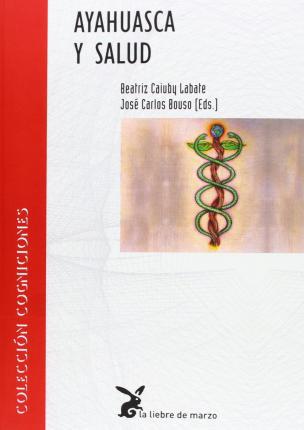 AYAHUASCA
Y SALUD
Beatriz Caiuby Labate
José Carlos Bouso [Eds.]
COLECCIÓN COGNICIONES
la liebre de marzo